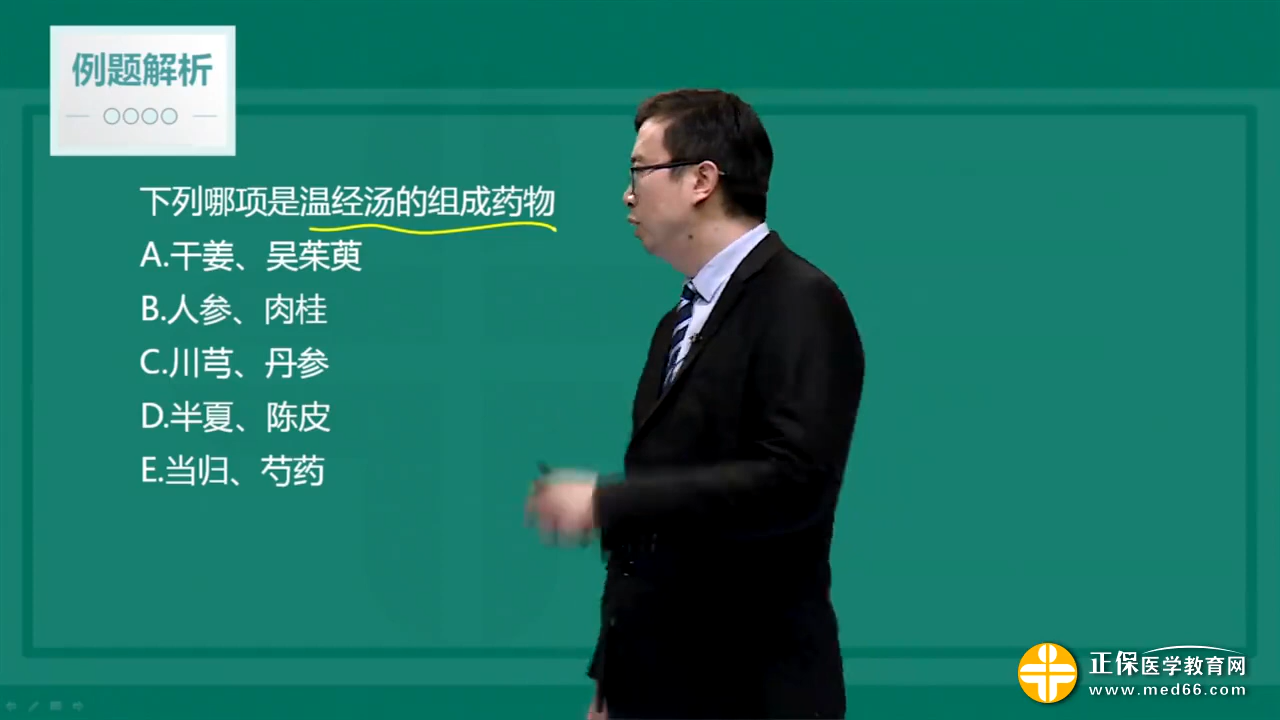 例题解析
下列哪项是温经汤的组成药物
A.干姜、吴茱萸
B.人参、肉桂
C.川芎、丹参
D.半夏、陈皮
E.当归、芍药
正保医学教育网
www.med66.com